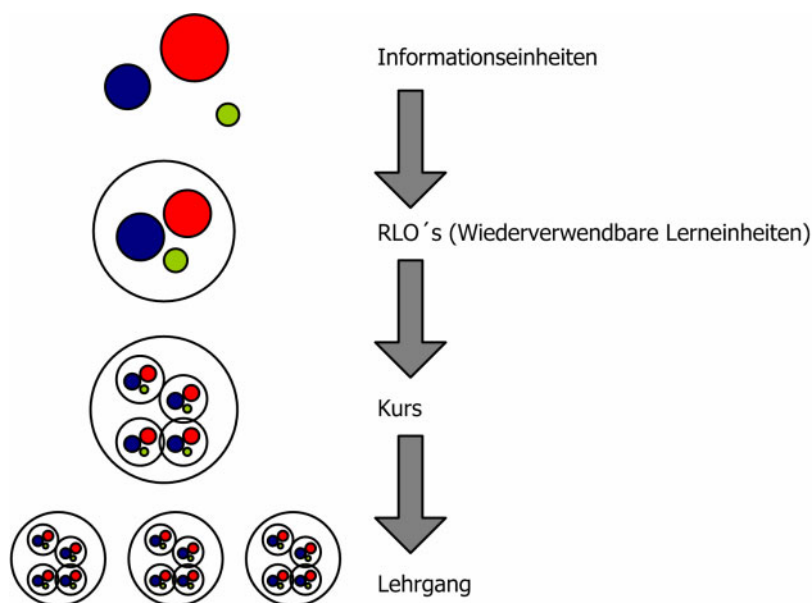 Informationseinheiten
RLO´s (Wiederverwendbare Lerneinheiten)
Kurs
Lehrgang